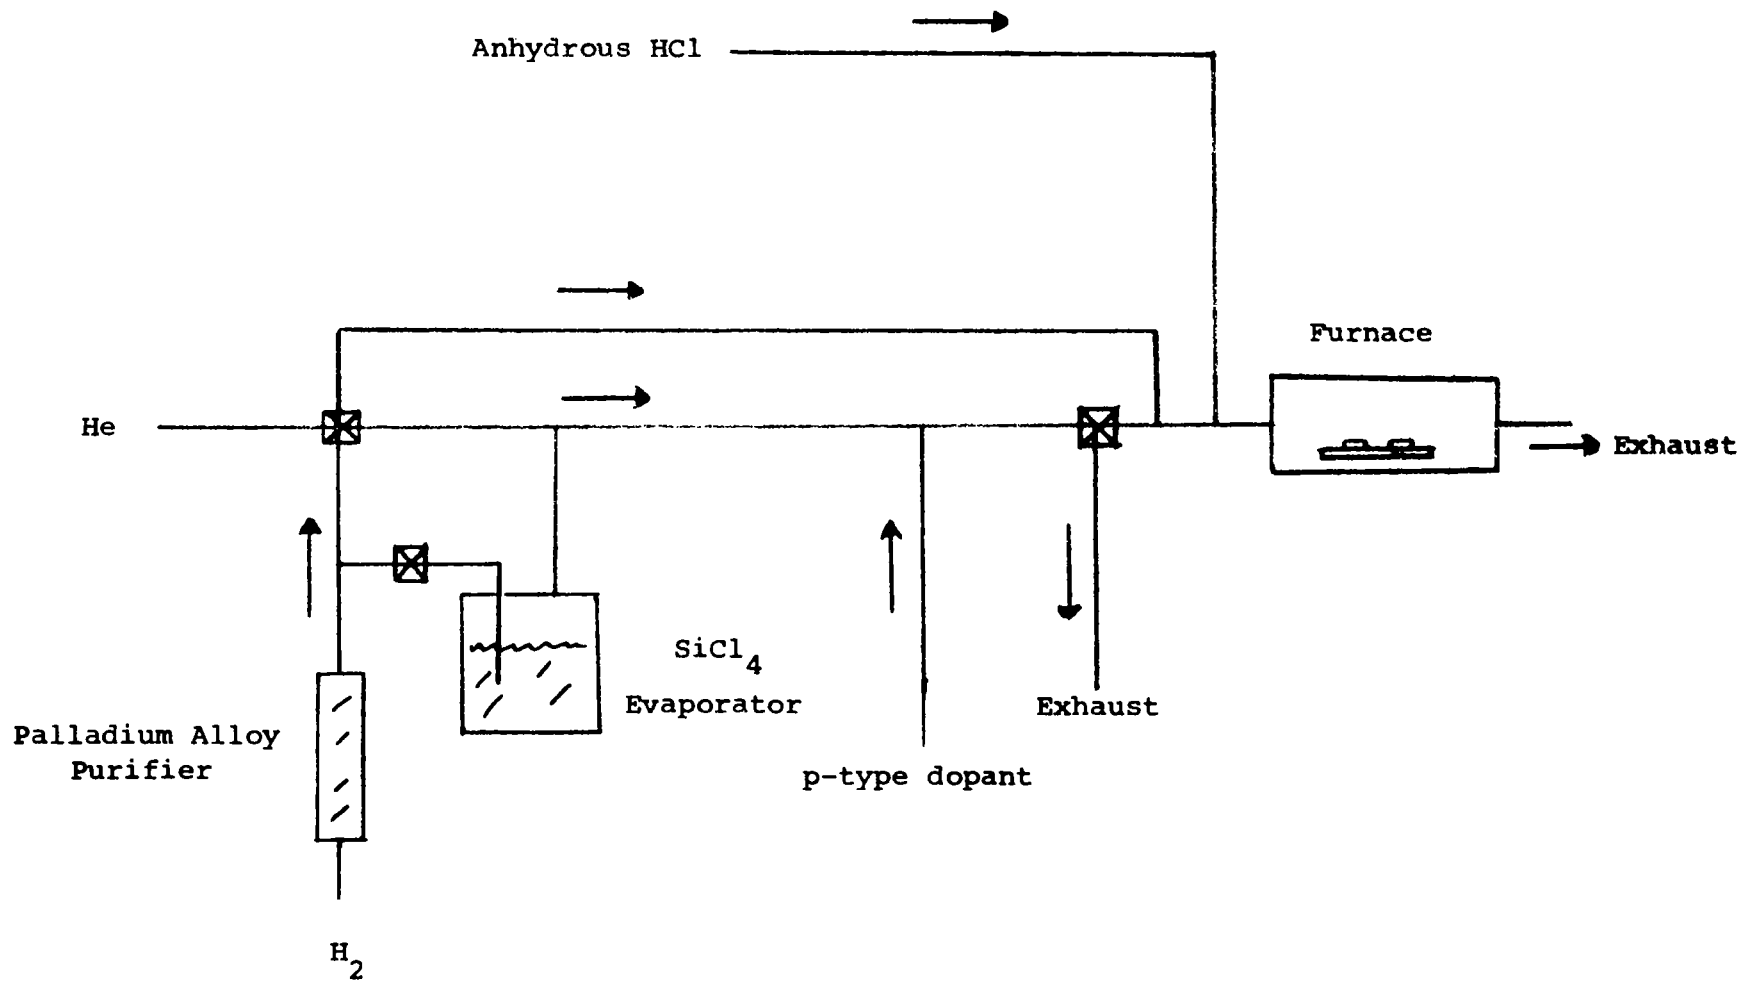 Anhydrous HCl
Furnace
He
Exhaust
SiCl4
Evaporator
Exhaust
Palladium Alloy
Purifier
p-type dopant
H2